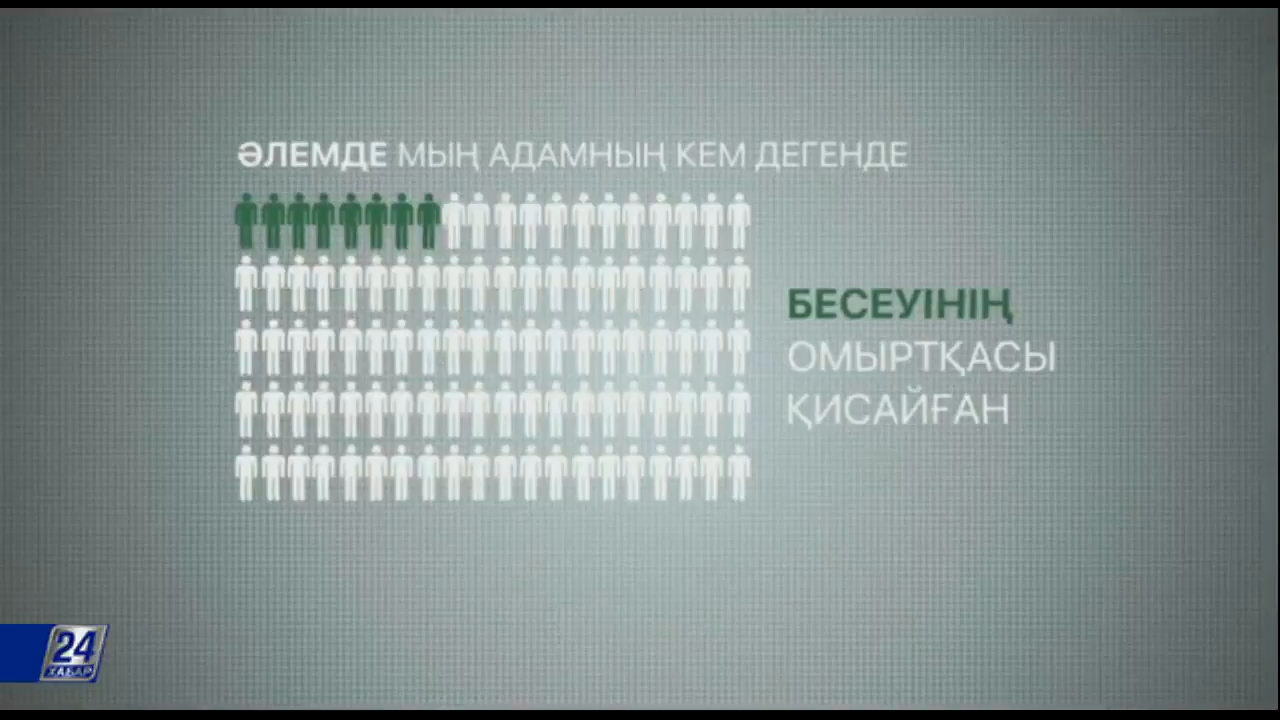 ӘЛЕМДЕ МЫҢ АДАМНЫҢ КЕМ ДЕГЕНДЕ
БЕСЕУІНІҢ
ОМЫРТҚАСЫ
ҚИСАЙҒАН
24
ХАБАР